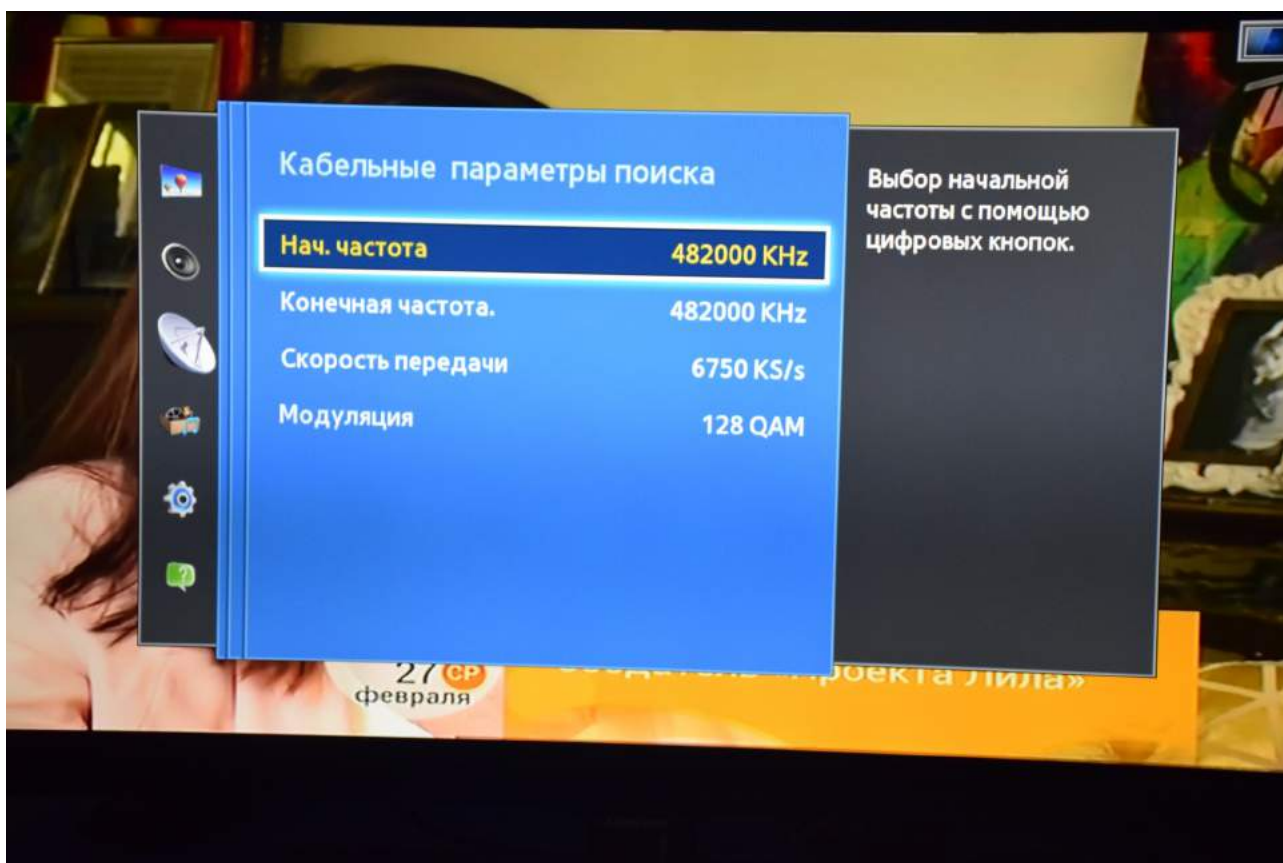 Кабельные параметры поиска
Нач. частота 482000 KHz
Конечная частота. 482000 KHz
Скорость передачи 6750 KS/s
Модуляция 128 QAM
Выбор начальной
частоты с помощью
цифровых кнопок.
27 СР
февраля
Лила»